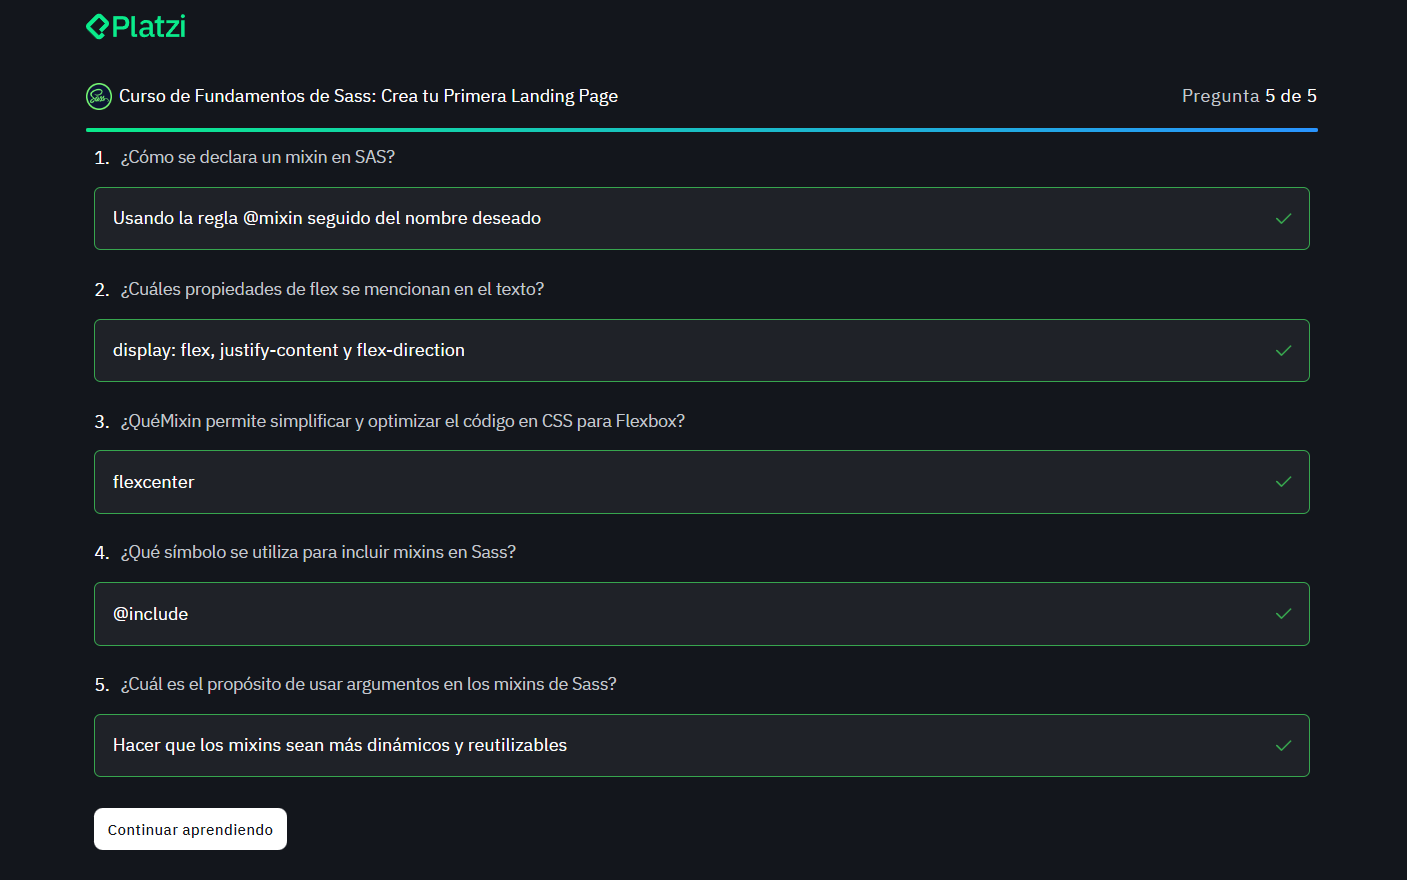 Platzi
Curso de Fundamentos de Sass: Crea tu Primera Landing Page
Pregunta 5 de 5
1. ¿Cómo se declara un mixin en SAS?
Usando la regla @mixin seguido del nombre deseado
2. ¿Cuáles propiedades de flex se mencionan en el texto?
display: flex, justify-content y flex-direction
3. ¿QuéMixin permite simplificar y optimizar el código en CSS para Flexbox?
flexcenter
4. ¿Qué símbolo se utiliza para incluir mixins en Sass?
@include
5. ¿Cuál es el propósito de usar argumentos en los mixins de Sass?
Hacer que los mixins sean más dinámicos y reutilizables
Continuar aprendiendo